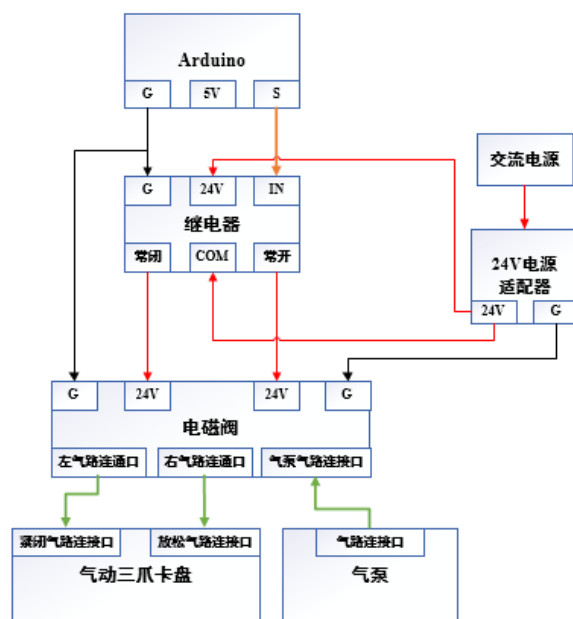 Arduino
G
5V
S
交流电源
G
24V
IN
继电器
常闭
COM
常开
24V电源
适配器
24V
G
G
24V
24V
G
电磁阀
左气路连通口
右气路连通口
气泵气路连接口
紧闭气路连接口
放松气路连接口
气动三爪卡盘
气路连接口
气泵